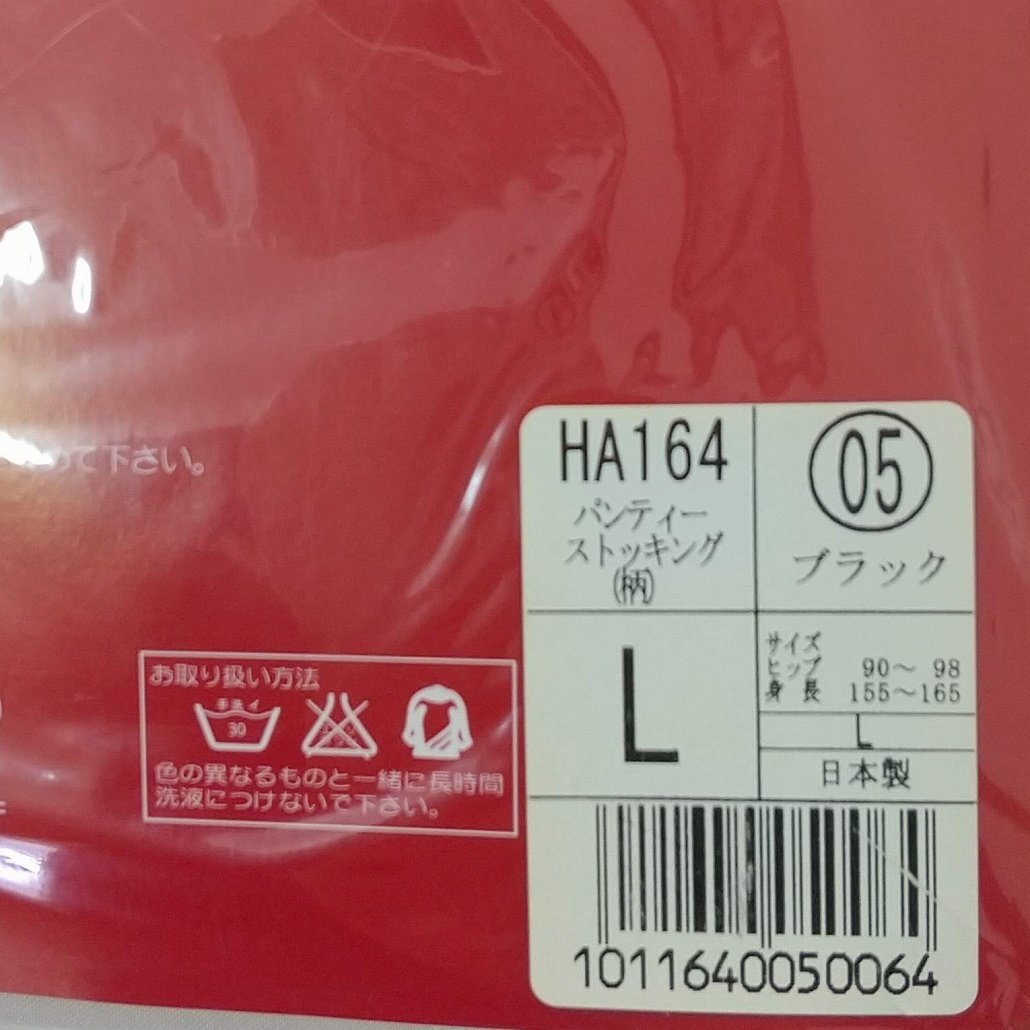 て下さい。
HA164
パンティー
ストッキング
(柄)
05
ブラック
L
サイズ
ヒップ 90～ 98
身長 155～165
L
日本製
1011640050064
お取り扱い方法
手洗イ
30
色の異なるものと一緒に長時間
洗液につけないで下さい。